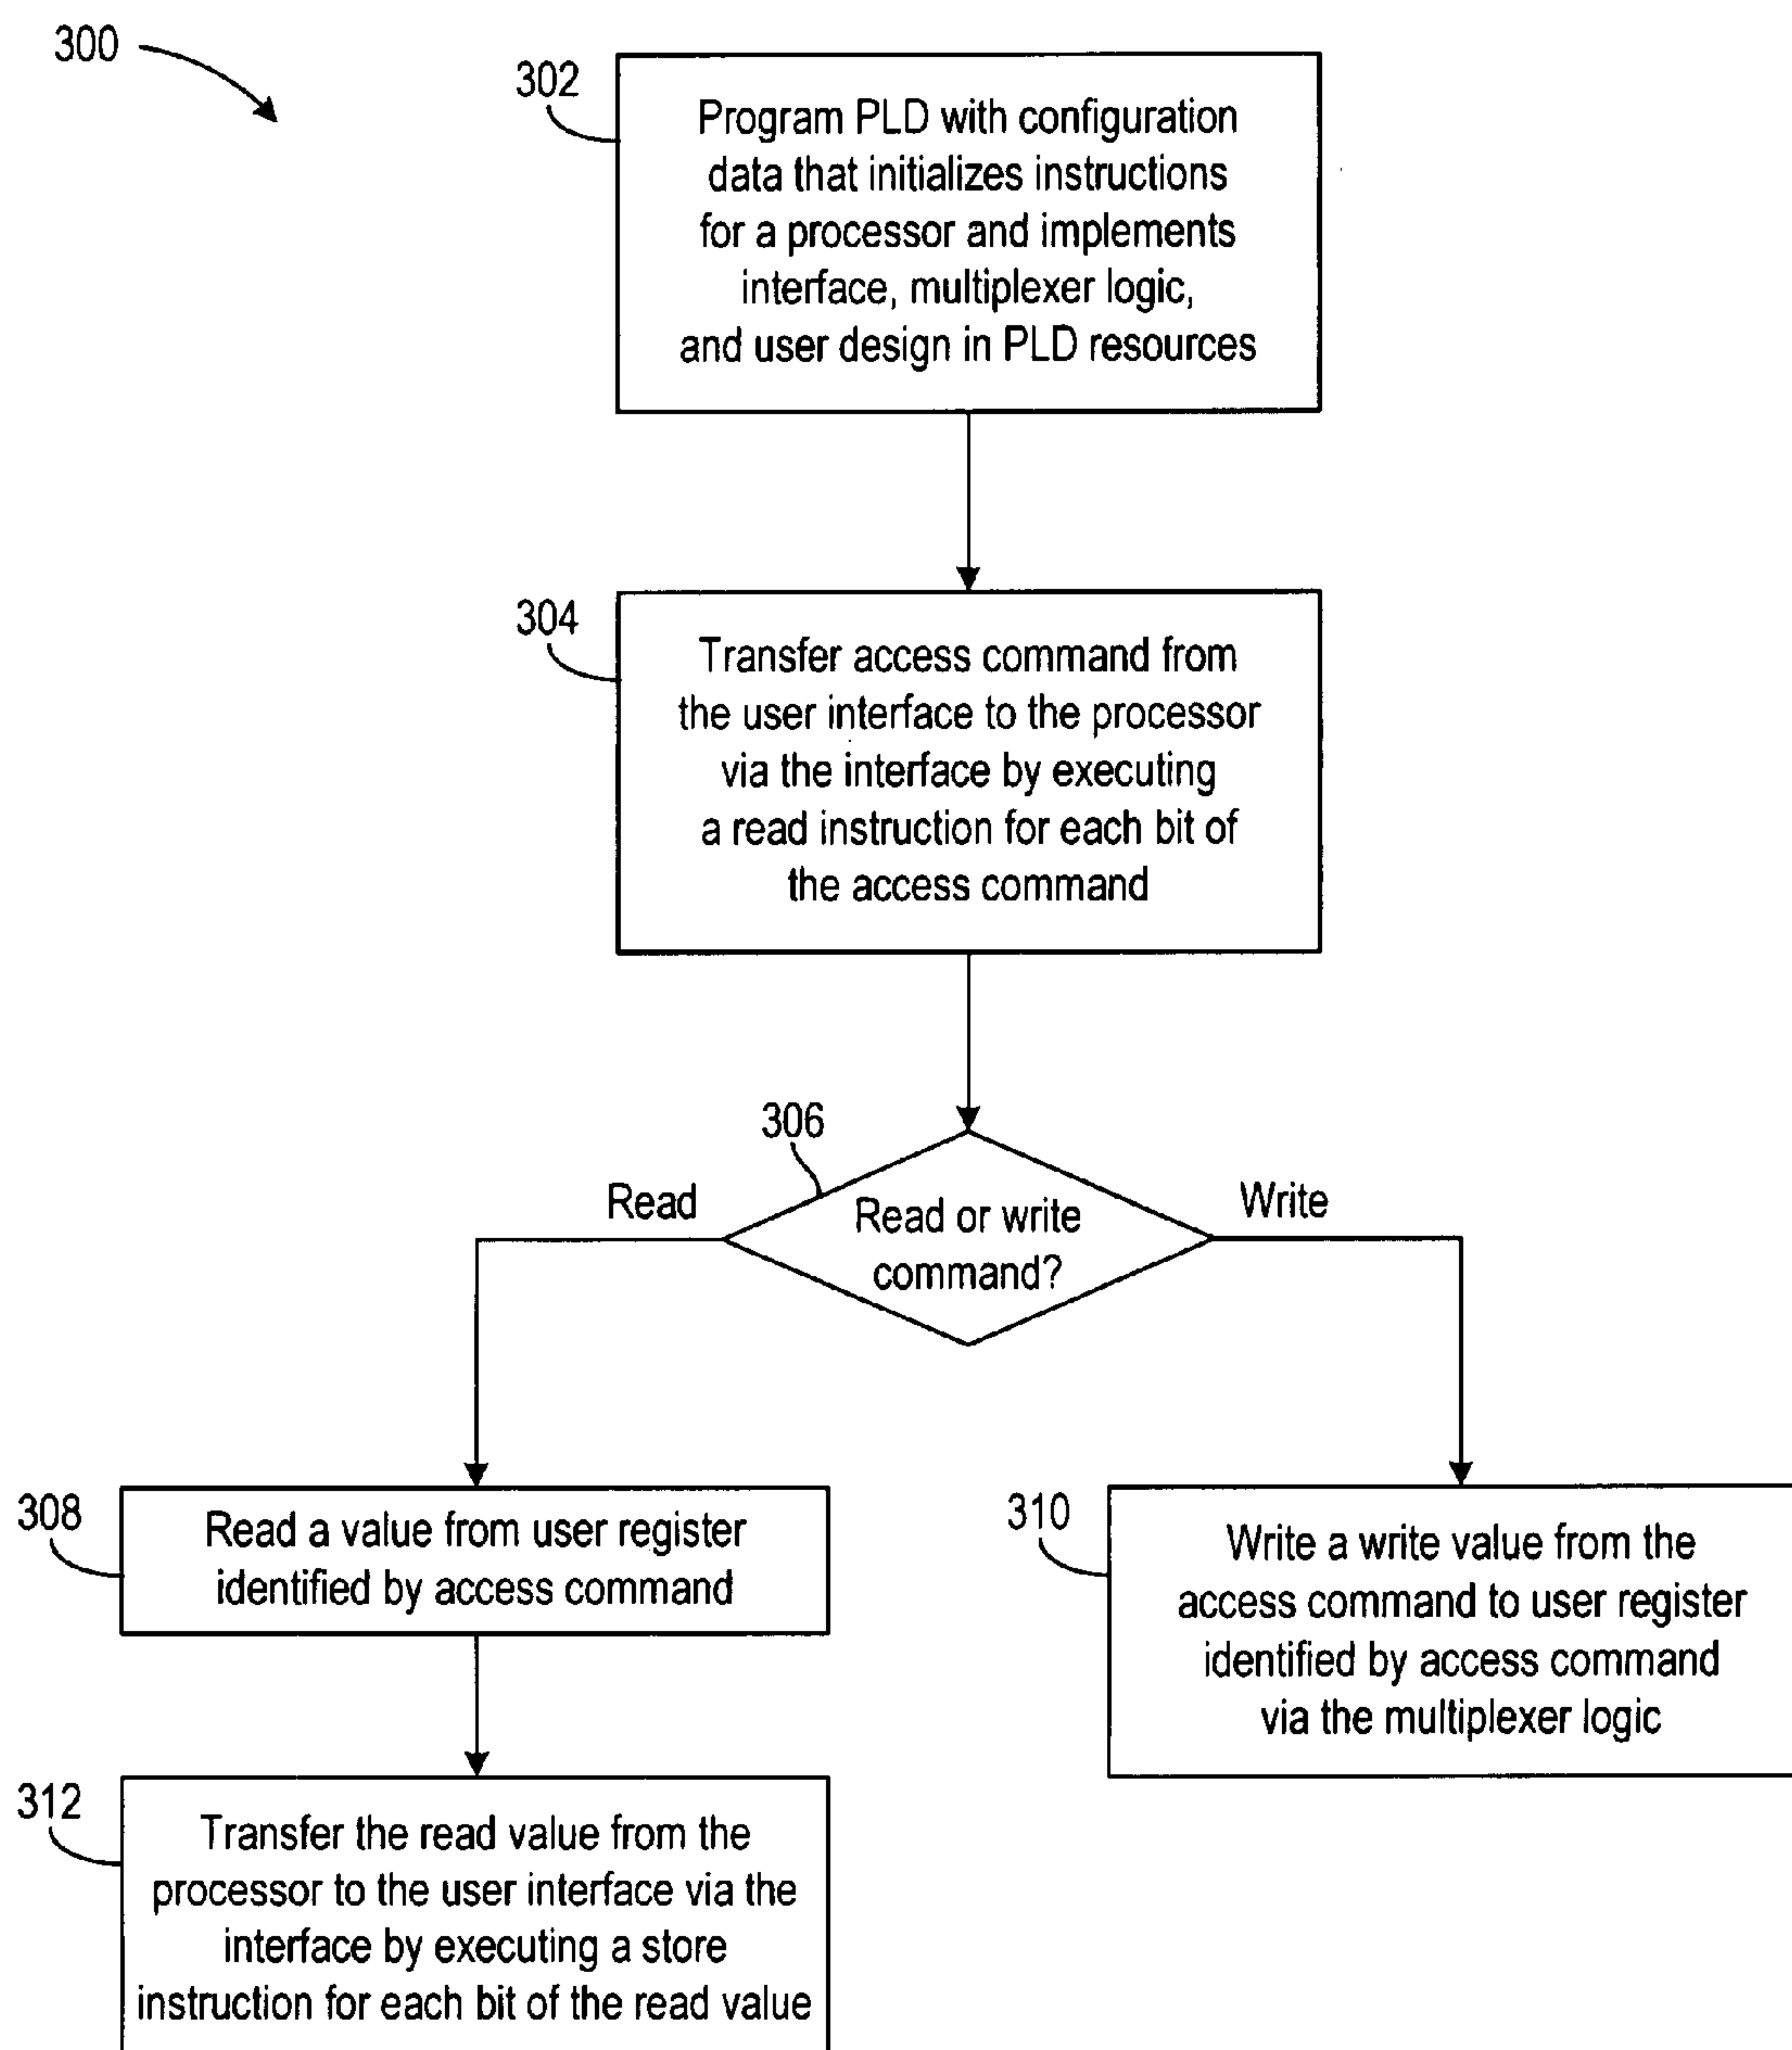 300
302
Program PLD with configuration
data that initializes instructions
for a processor and implements
interface, multiplexer logic,
and user design in PLD resources
304
Transfer access command from
the user interface to the processor
via the interface by executing
a read instruction for each bit of
the access command
306
Read
Read or write
command?
Write
308
Read a value from user register
identified by access command
310
Write a write value from the
access command to user register
identified by access command
via the multiplexer logic
312
Transfer the read value from the
processor to the user interface via the
interface by executing a store
instruction for each bit of the read value